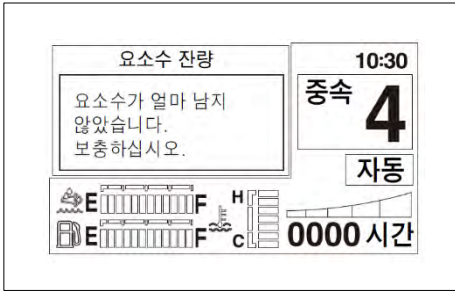 요소수 잔량
요소수가 얼마 남지
않았습니다.
보충하십시오.
10:30
중속
4
자동
E F
H
E F
C
0000 시간